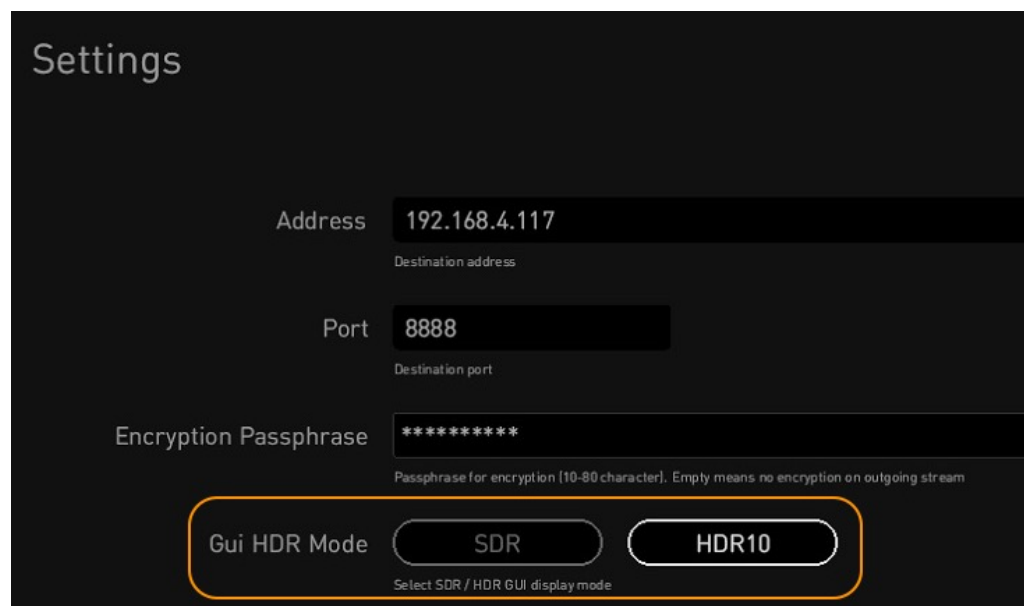 Settings
Address 192.168.4.117
Destination address
Port 8888
Destination port
Encryption Passphrase **********
Passphrase for encryption (10-80 character). Empty means no encryption on outgoing stream
Gui HDR Mode SDR HDR10
Select SDR / HDR GUI display mode